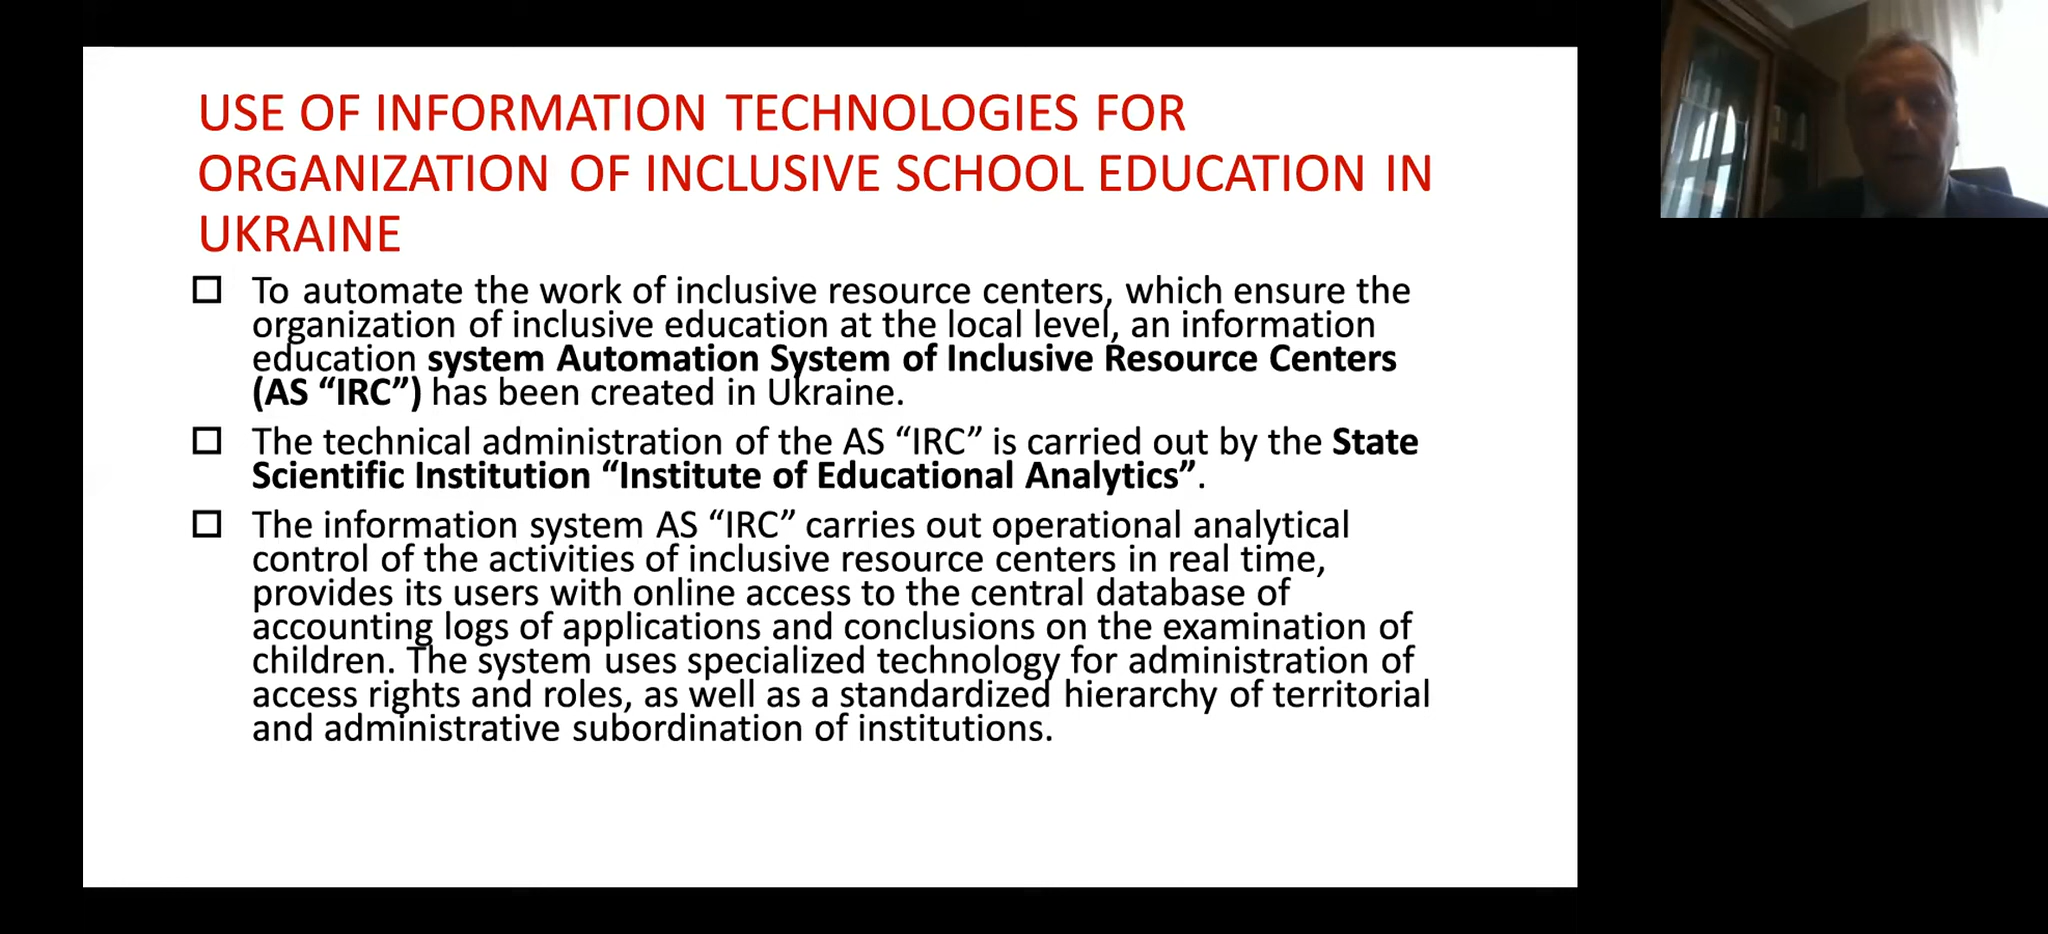 USE OF INFORMATION TECHNOLOGIES FOR
ORGANIZATION OF INCLUSIVE SCHOOL EDUCATION IN
UKRAINE
To automate the work of inclusive resource centers, which ensure the
organization of inclusive education at the local level, an information
education system Automation System of Inclusive Resource Centers
(AS “IRC”) has been created in Ukraine.
The technical administration of the AS “IRC” is carried out by the State
Scientific Institution “Institute of Educational Analytics”.
The information system AS “IRC” carries out operational analytical
control of the activities of inclusive resource centers in real time,
provides its users with online access to the central database of
accounting logs of applications and conclusions on the examination of
children. The system uses specialized technology for administration of
access rights and roles, as well as a standardized hierarchy of territorial
and administrative subordination of institutions.